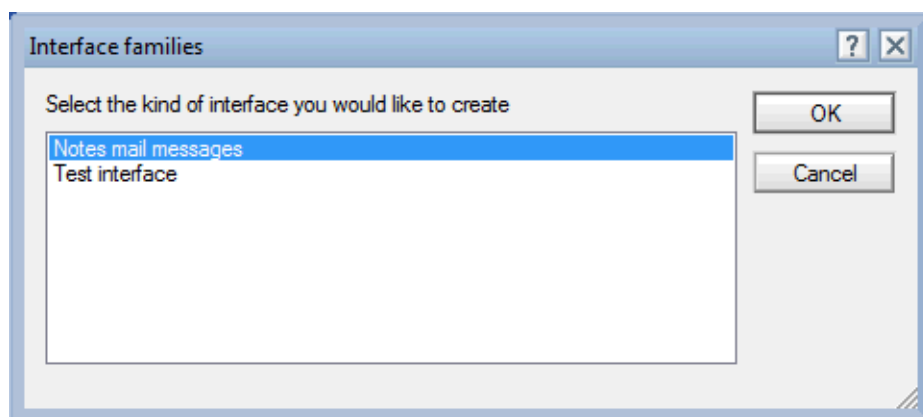 Interface families
Select the kind of interface you would like to create
OK
Notes mail messages
Test interface
Cancel